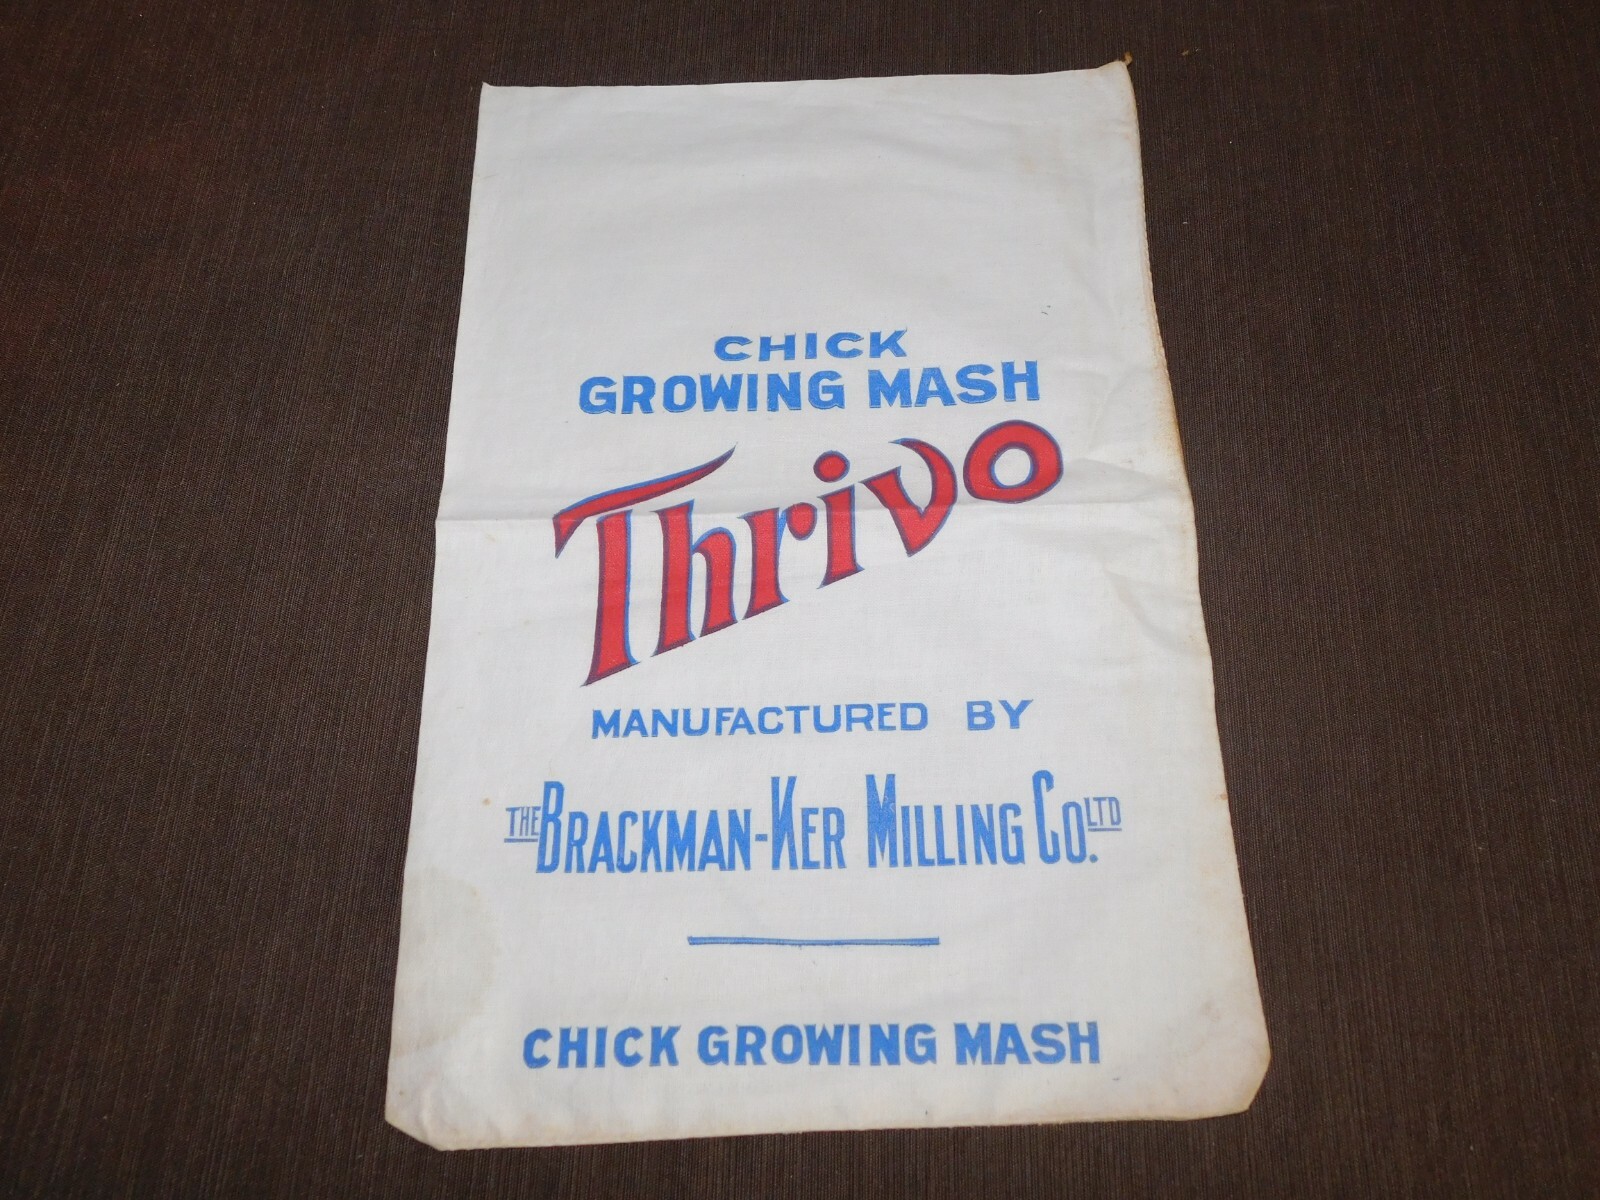 CHICK
GROWING MASH
Thrivo
MANUFACTURED BY
THE BRACKMAN-KER MILLING CO. LTD
CHICK GROWING MASH